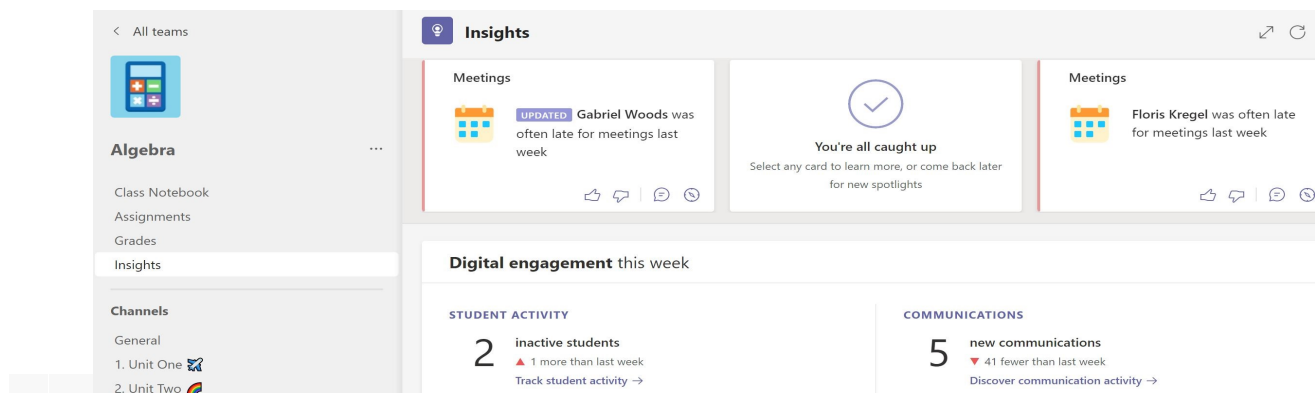 All teams
Algebra
...
Class Notebook
Assignments
Grades
Insights
Channels
General
1. Unit One 🛩️
2. Unit Two 🌈
Insights
Meetings
UPDATED Gabriel Woods was
often late for meetings last
week
You're all caught up
Select any card to learn more, or come back later
for new spotlights
Meetings
Floris Kregel was often late
for meetings last week
Digital engagement this week
STUDENT ACTIVITY
2
inactive students
▲ 1 more than last week
Track student activity →
COMMUNICATIONS
5
new communications
▼ 41 fewer than last week
Discover communication activity →